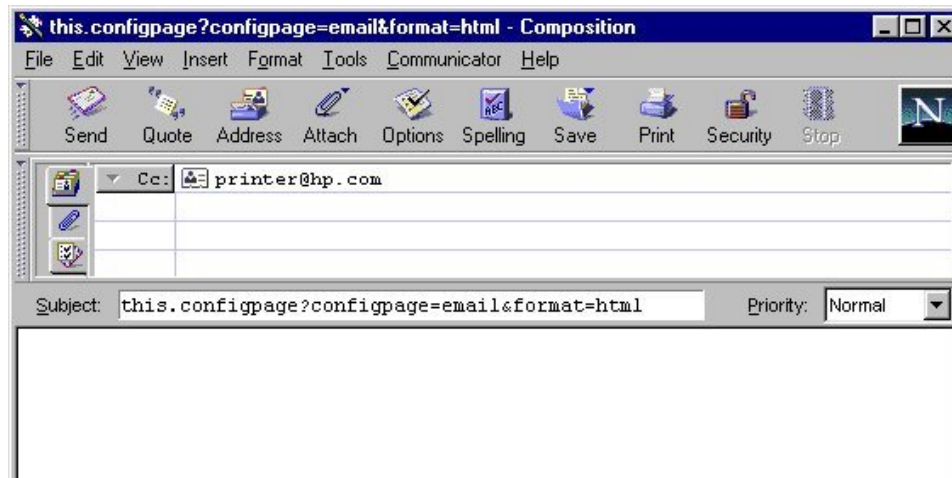 this.configpage?configpage=email&format=html - Composition
File Edit View Insert Format Tools Communicator Help
Send Quote Address Attach Options Spelling Save Print Security Stop
N
Cc: printer@hp.com
Subject: this.configpage?configpage=email&format=html Priority: Normal